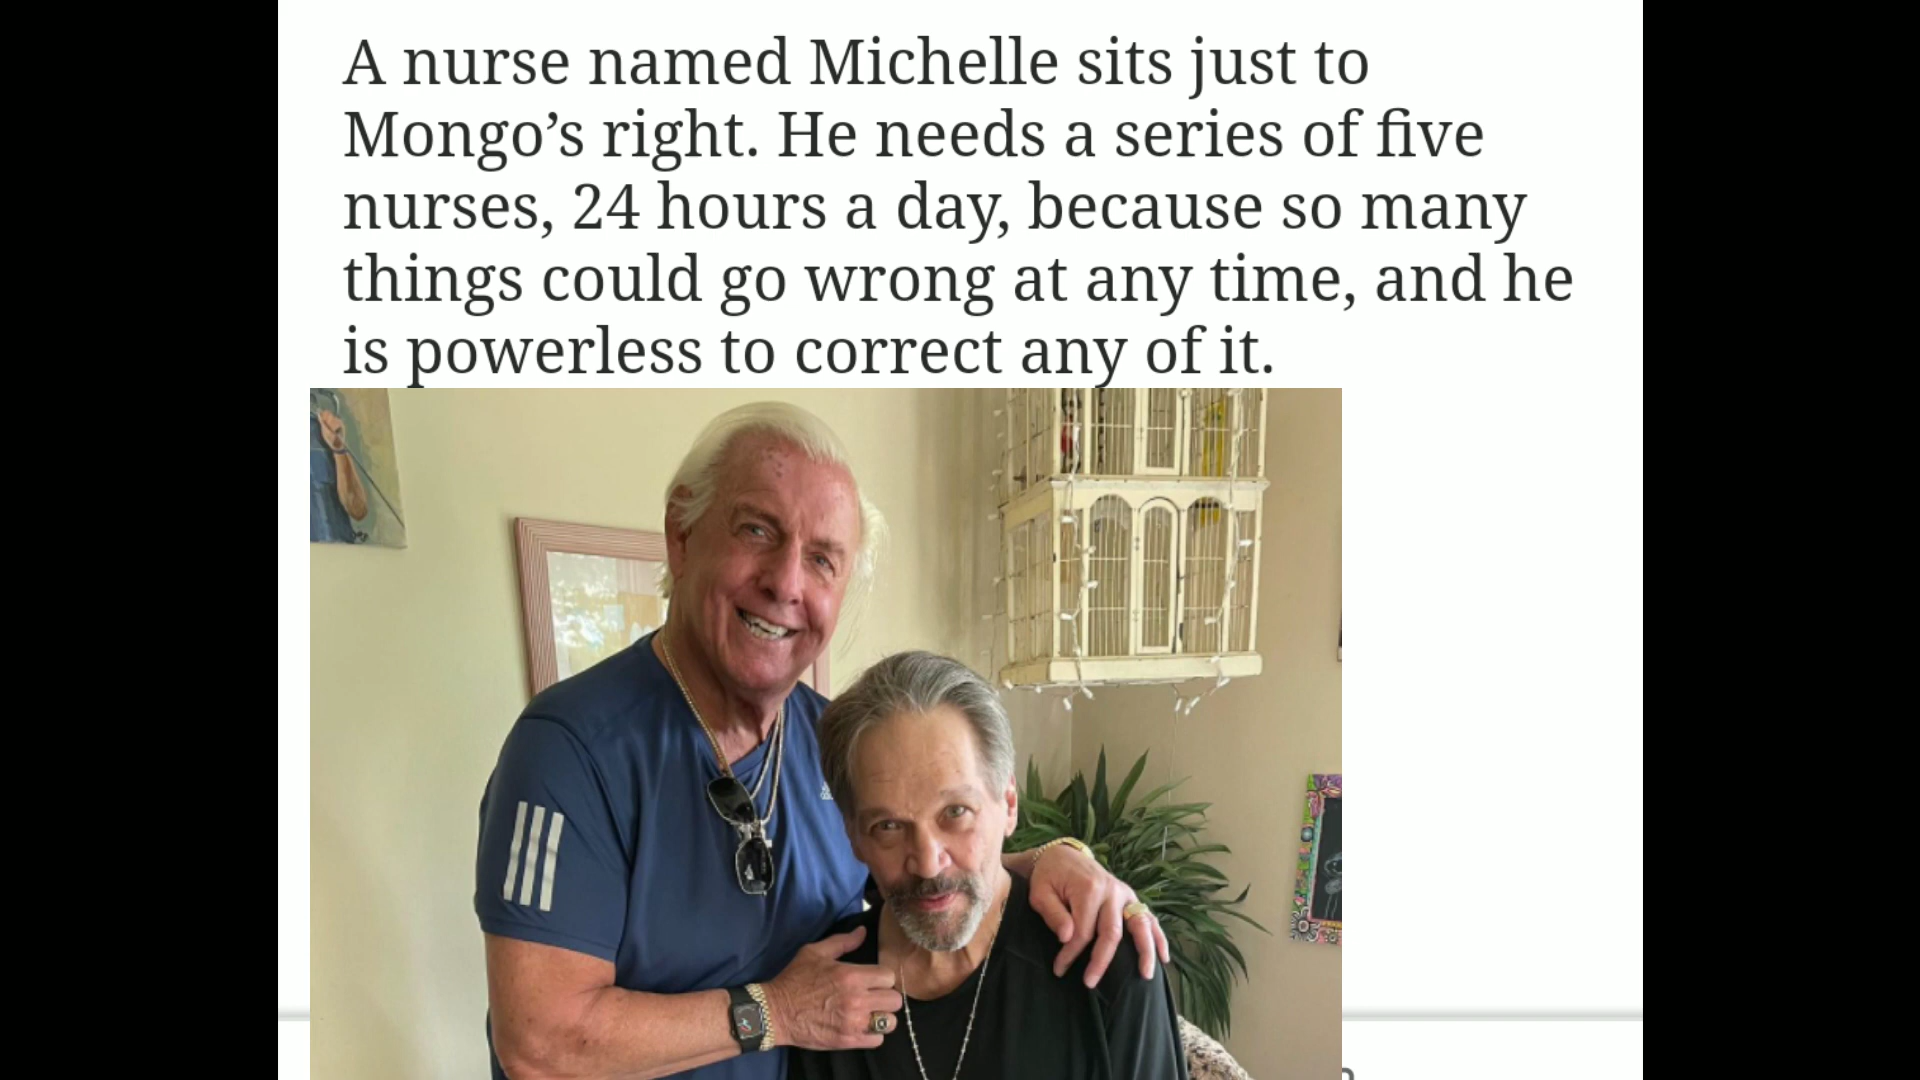 A nurse named Michelle sits just to
Mongo’s right. He needs a series of five
nurses, 24 hours a day, because so many
things could go wrong at any time, and he
is powerless to correct any of it.